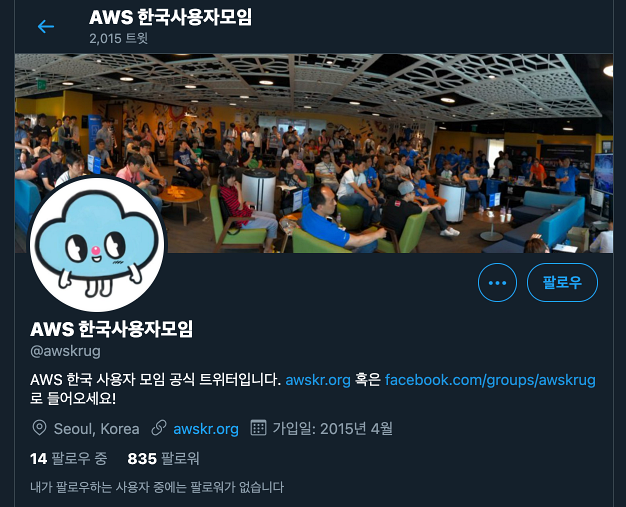 AWS 한국사용자모임
2,015 트윗
팔로우
AWS 한국사용자모임
@awskrug
AWS 한국 사용자 모임 공식 트위터입니다. awskr.org 혹은 facebook.com/groups/awskrug
로 들어오세요!
Seoul, Korea awskr.org 가입일: 2015년 4월
14 팔로우 중 835 팔로워
내가 팔로우하는 사용자 중에는 팔로워가 없습니다